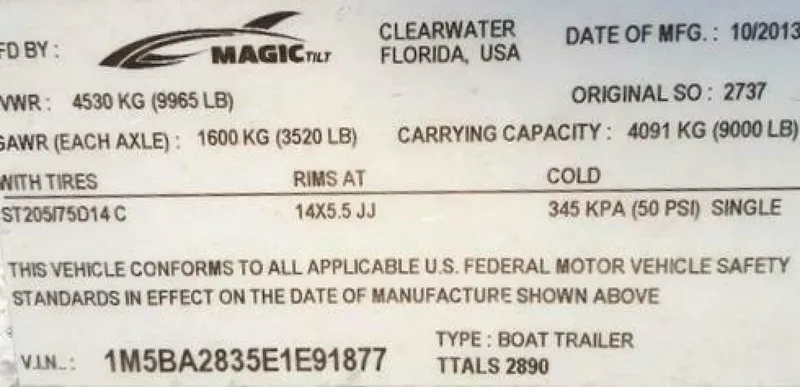 FD BY : MAGICTILT CLEARWATER DATE OF MFG. : 10/2013
FLORIDA, USA
VWR : 4530 KG (9965 LB) ORIGINAL SO : 2737
GAWR (EACH AXLE) : 1600 KG (3520 LB) CARRYING CAPACITY : 4091 KG (9000 LB)
WITH TIRES RIMS AT COLD
ST205/75D14 C 14X5.5 JJ 345 KPA (50 PSI) SINGLE
THIS VEHICLE CONFORMS TO ALL APPLICABLE U.S. FEDERAL MOTOR VEHICLE SAFETY
STANDARDS IN EFFECT ON THE DATE OF MANUFACTURE SHOWN ABOVE
V.I.N.. : 1M5BA2835E1E91877 TYPE : BOAT TRAILER
TTALS 2890